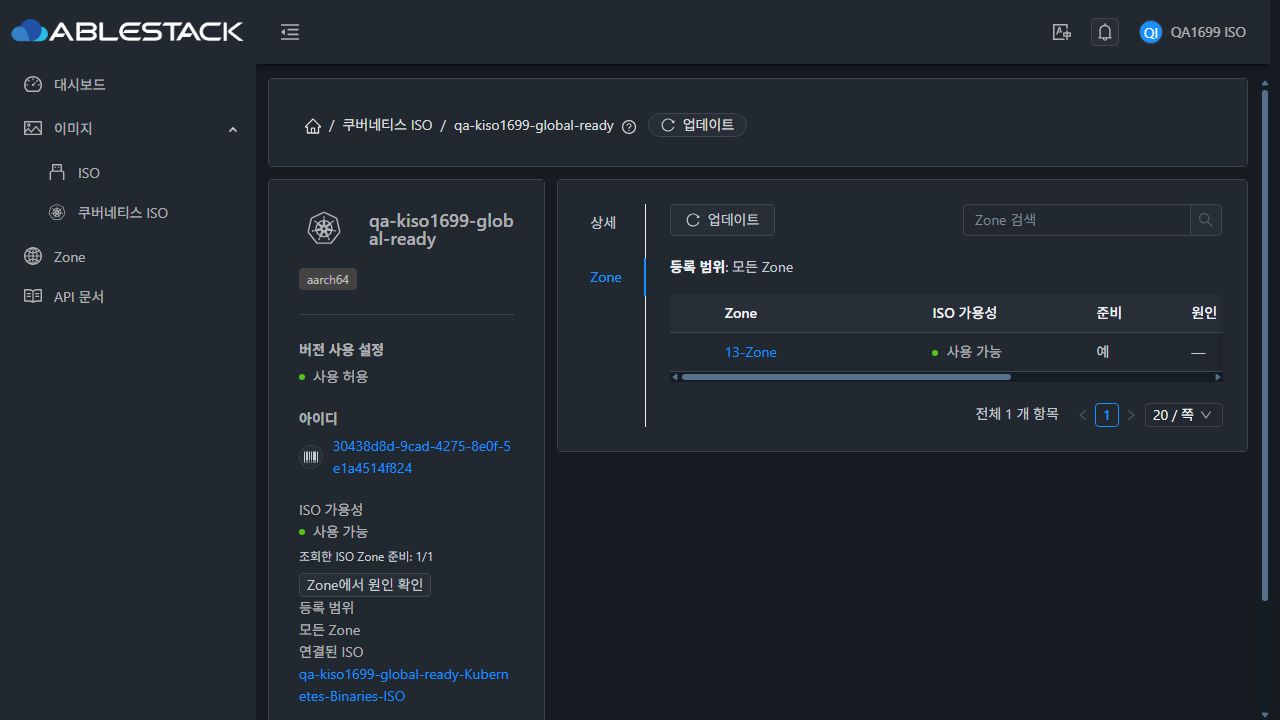 ABLESTACK
QI QA1699 ISO
대시보드
이미지
ISO
쿠버네티스 ISO
Zone
API 문서
/ 쿠버네티스 ISO / qa-kiso1699-global-ready 업데이트
qa-kiso1699-glob
al-ready
aarch64
버전 사용 설정
사용 허용
아이디
30438d8d-9cad-4275-8e0f-5
e1a4514f824
ISO 가용성
사용 가능
조회한 ISO Zone 준비: 1/1
Zone에서 원인 확인
등록 범위
모든 Zone
연결된 ISO
qa-kiso1699-global-ready-Kubern
etes-Binaries-ISO
상세
Zone
업데이트
Zone 검색
등록 범위: 모든 Zone
Zone ISO 가용성 준비 원인
13-Zone 사용 가능 예 —
전체 1 개 항목 < 1 > 20 / 쪽